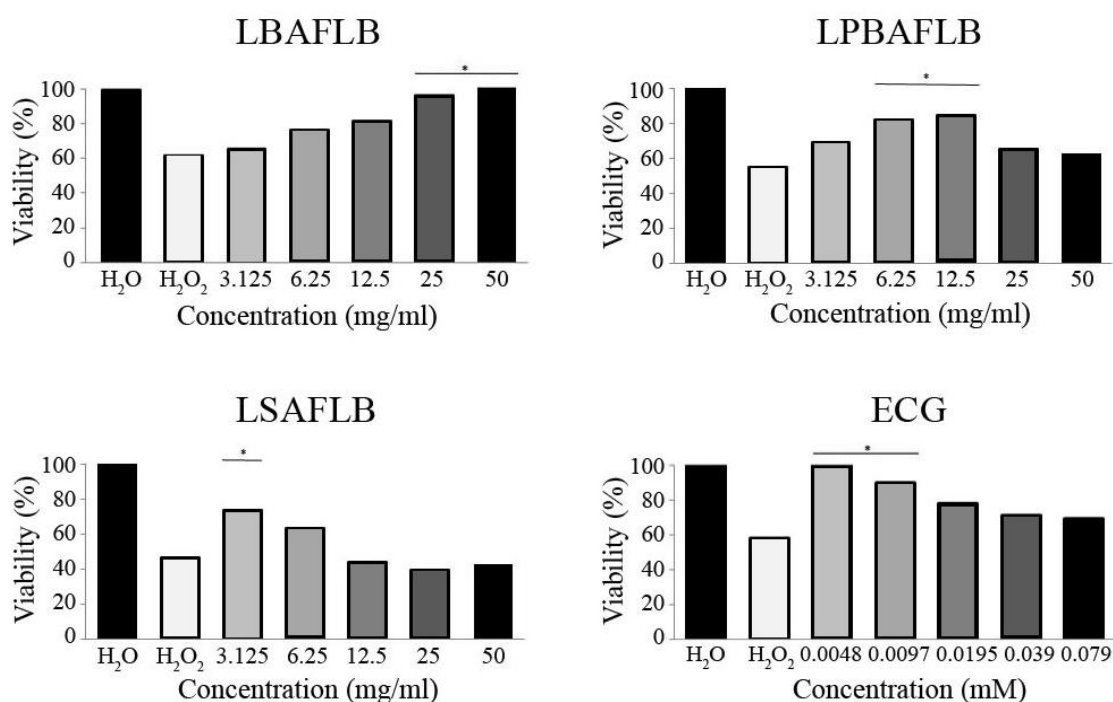 LBAFLB
*
Viability (%)
100
80
60
40
20
0
H₂O H₂O₂ 3.125 6.25 12.5 25 50
Concentration (mg/ml)
LPBAFLB
*
Viability (%)
100
80
60
40
20
0
H₂O H₂O₂ 3.125 6.25 12.5 25 50
Concentration (mg/ml)
LSAFLB
*
Viability (%)
100
80
60
40
20
0
H₂O H₂O₂ 3.125 6.25 12.5 25 50
Concentration (mg/ml)
ECG
*
Viability (%)
100
80
60
40
20
0
H₂O H₂O₂ 0.0048 0.0097 0.0195 0.039 0.079
Concentration (mM)